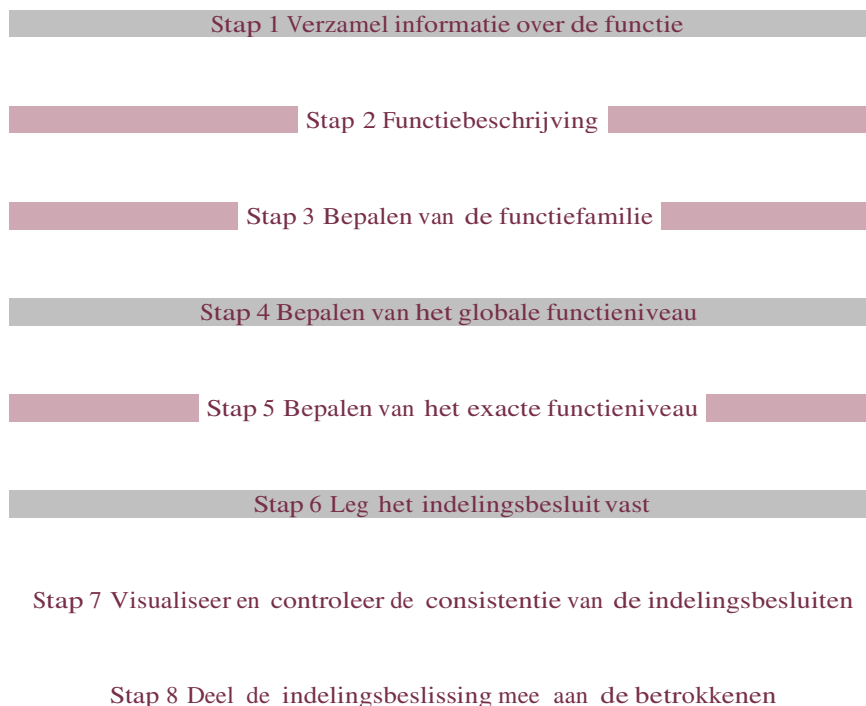 Stap 1 Verzamel informatie over de functie
Stap 2 Functiebeschrijving
Stap 3 Bepalen van de functiefamilie
Stap 4 Bepalen van het globale functieniveau
Stap 5 Bepalen van het exacte functieniveau
Stap 6 Leg het indelingsbesluit vast
Stap 7 Visualiseer en controleer de consistentie van de indelingsbesluiten
Stap 8 Deel de indelingsbeslissing mee aan de betrokkenen